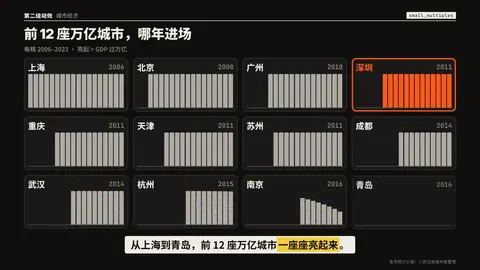 第二组动效 城市经济
small_multiples
前 12 座万亿城市，哪年进场
每格 2006–2023 · 亮起 = GDP 过万亿
上海 2006
北京 2008
广州 2010
深圳 2011
重庆 2011
天津 2011
苏州 2011
成都 2014
武汉 2014
杭州 2015
南京 2016
青岛 2016
从上海到青岛，前 12 座万亿城市一座座亮起来。